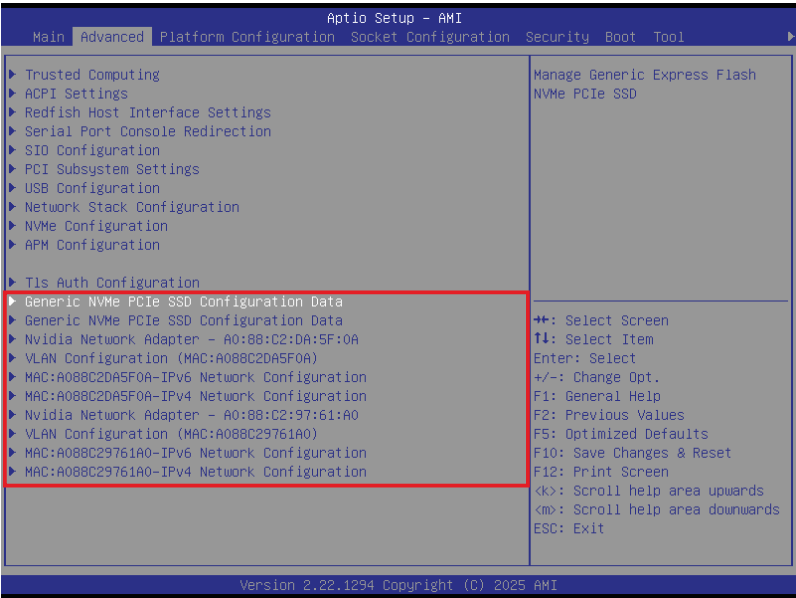 Aptio Setup – AMI
Main Advanced Platform Configuration Socket Configuration Security Boot Tool
Trusted Computing
ACPI Settings
Redfish Host Interface Settings
Serial Port Console Redirection
SIO Configuration
PCI Subsystem Settings
USB Configuration
Network Stack Configuration
NVMe Configuration
APM Configuration
Tls Auth Configuration
Generic NVMe PCIe SSD Configuration Data
Generic NVMe PCIe SSD Configuration Data
Nvidia Network Adapter – A0:88:C2:DA:5F:0A
VLAN Configuration (MAC:A088C2DA5F0A)
MAC:A088C2DA5F0A-IPv6 Network Configuration
MAC:A088C2DA5F0A-IPv4 Network Configuration
Nvidia Network Adapter – A0:88:C2:97:61:A0
VLAN Configuration (MAC:A088C29761A0)
MAC:A088C29761A0-IPv6 Network Configuration
MAC:A088C29761A0-IPv4 Network Configuration
Manage Generic Express Flash
NVMe PCIe SSD
→←: Select Screen
↑↓: Select Item
Enter: Select
+/-: Change Opt.
F1: General Help
F2: Previous Values
F5: Optimized Defaults
F10: Save Changes & Reset
F12: Print Screen
<k>: Scroll help area upwards
<m>: Scroll help area downwards
ESC: Exit
Version 2.22.1294 Copyright (C) 2025 AMI